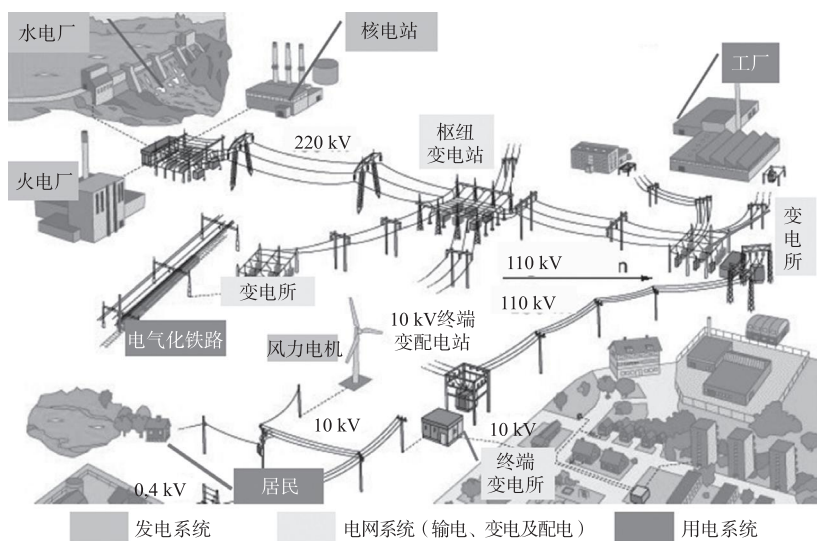 水电厂
核电站
工厂
220 kV
枢纽
变电站
火电厂
变
电
所
110 kV
n
变电所
110 kV
10 kV终端
变配电站
电气化铁路
风力电机
10 kV
10 kV
终端
变电所
居民
0.4 kV
发电系统
电网系统（输电、变电及配电）
用电系统